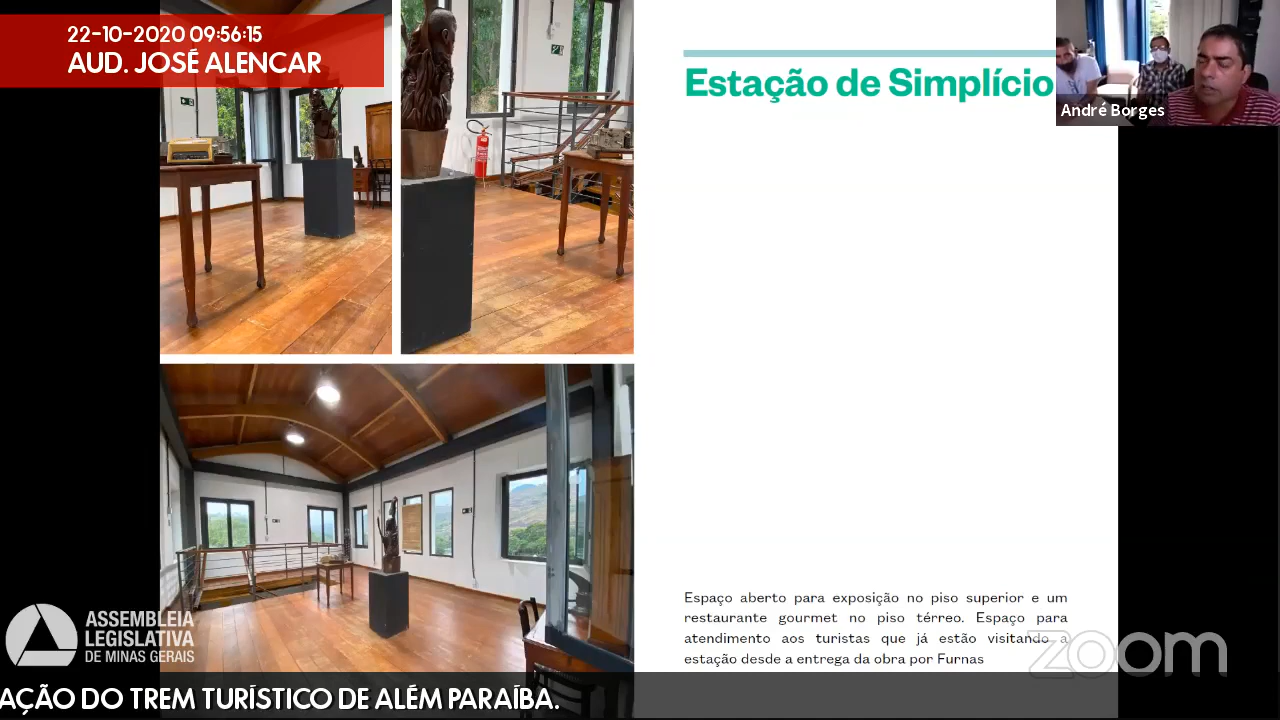 22-10-2020 09:56:15
AUD. JOSÉ ALENCAR
Estação de Simplício
André Borges
Espaço aberto para exposição no piso superior e um
restaurante gourmet no piso térreo. Espaço para
atendimento aos turistas que já estão visitando a
estação desde a entrega da obra por Furnas
zoom
ASSEMBLEIA
LEGISLATIVA
DE MINAS GERAIS
AÇÃO DO TREM TURÍSTICO DE ALÉM PARAÍBA.